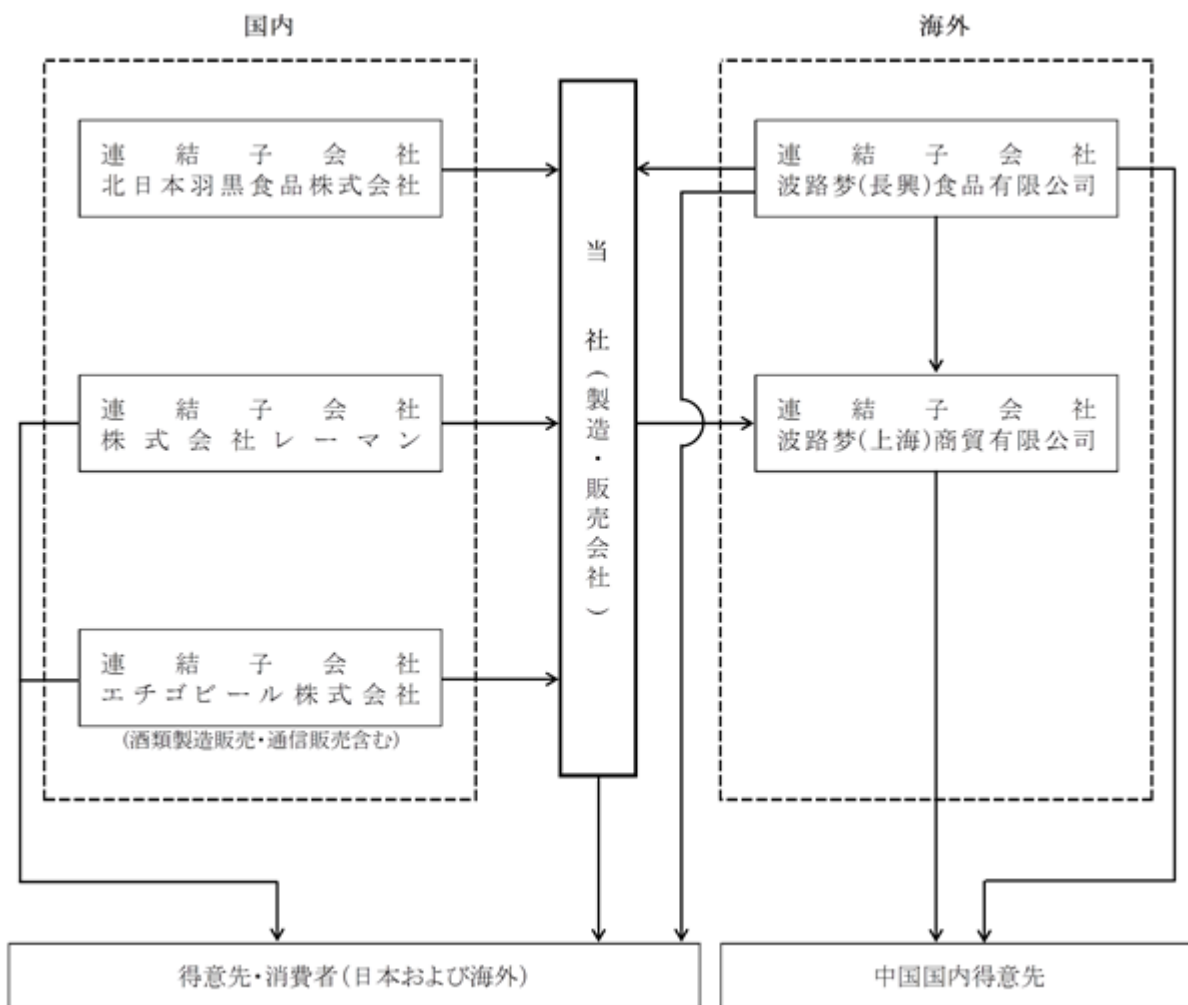 国内
海外
連結子会社
北日本羽黒食品株式会社
連結子会社
株式会社レーマン
連結子会社
エチゴビール株式会社
(酒類製造販売・通信販売含む)
当社(製造・販売会社)
連結子会社
波路梦(長興)食品有限公司
連結子会社
波路梦(上海)商貿有限公司
得意先・消費者(日本および海外)
中国国内得意先